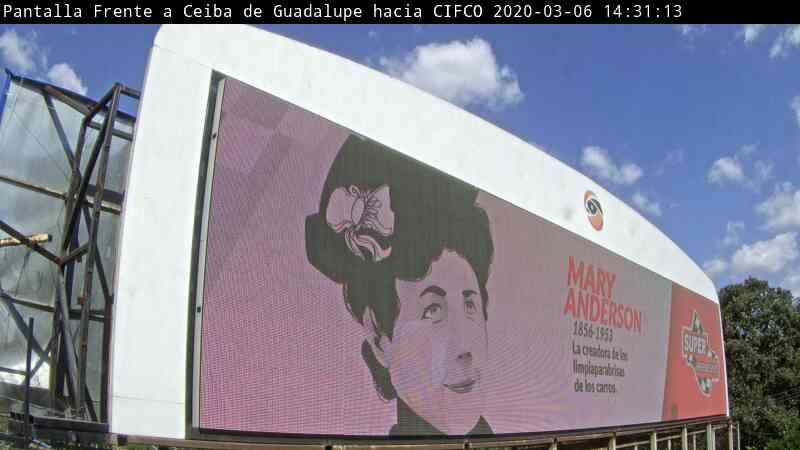 Pantalla Frente a Ceiba de Guadalupe hacia CIFCO 2020-03-06 14:31:13
MARY
ANDERSON
1856-1953
La creadora de los
limpiaparabrisas
de los carros.
SUPER